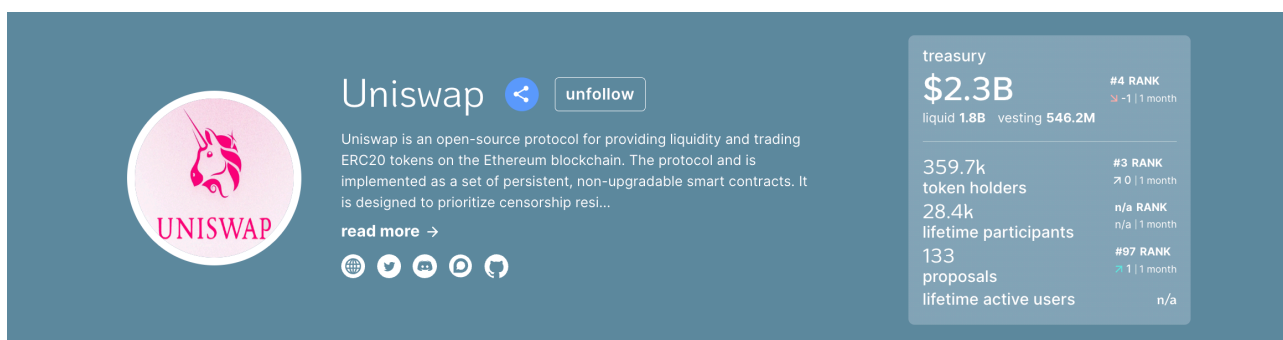 UNISWAP
Uniswap
unfollow
Uniswap is an open-source protocol for providing liquidity and trading
ERC20 tokens on the Ethereum blockchain. The protocol and is
implemented as a set of persistent, non-upgradable smart contracts. It
is designed to prioritize censorship resi...
read more →
treasury
$2.3B
#4 RANK
↘ -1 | 1 month
liquid 1.8B vesting 546.2M
359.7k
token holders
#3 RANK
↗ 0 | 1 month
28.4k
lifetime participants
n/a RANK
n/a | 1 month
133
proposals
#97 RANK
↗ 1 | 1 month
lifetime active users
n/a